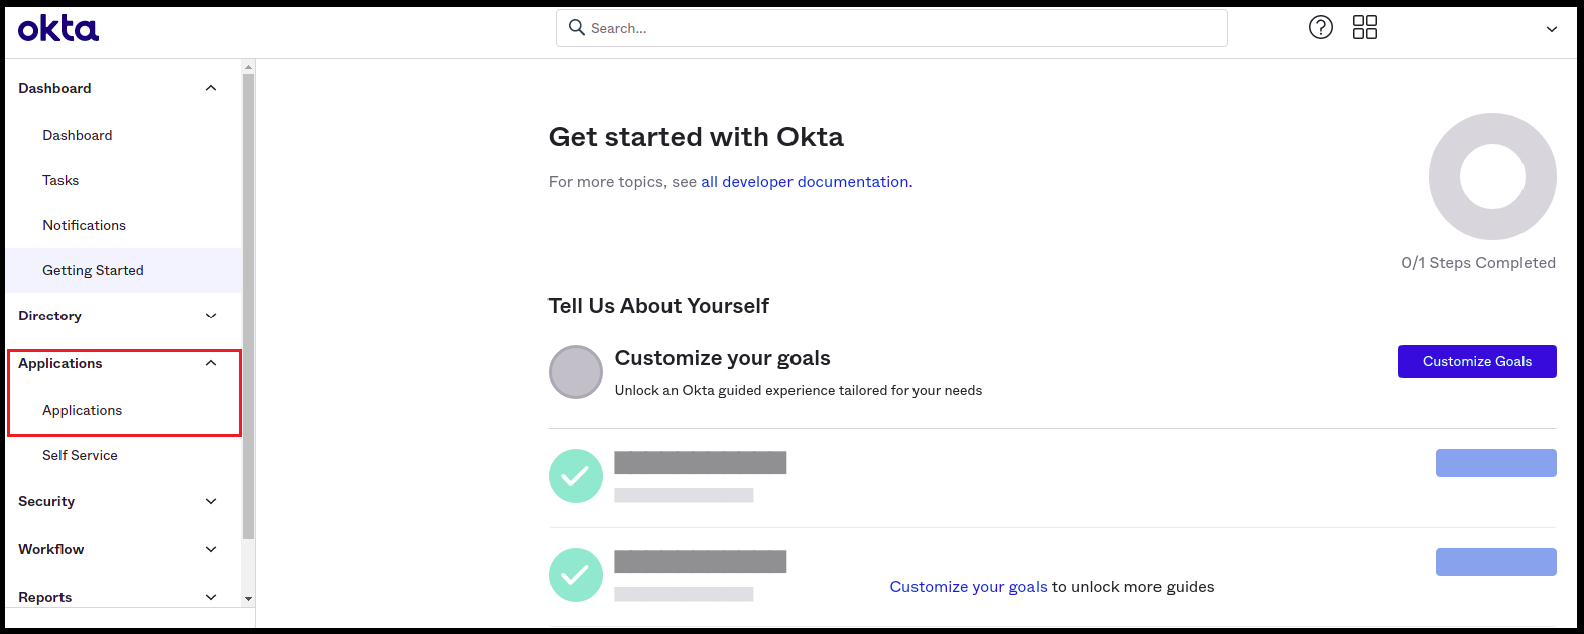 okta
Search...
Dashboard
Dashboard
Tasks
Notifications
Getting Started
Directory
Applications
Applications
Self Service
Security
Workflow
Reports
Get started with Okta
For more topics, see all developer documentation.
0/1 Steps Completed
Tell Us About Yourself
Customize your goals
Unlock an Okta guided experience tailored for your needs
Customize Goals
Customize your goals to unlock more guides